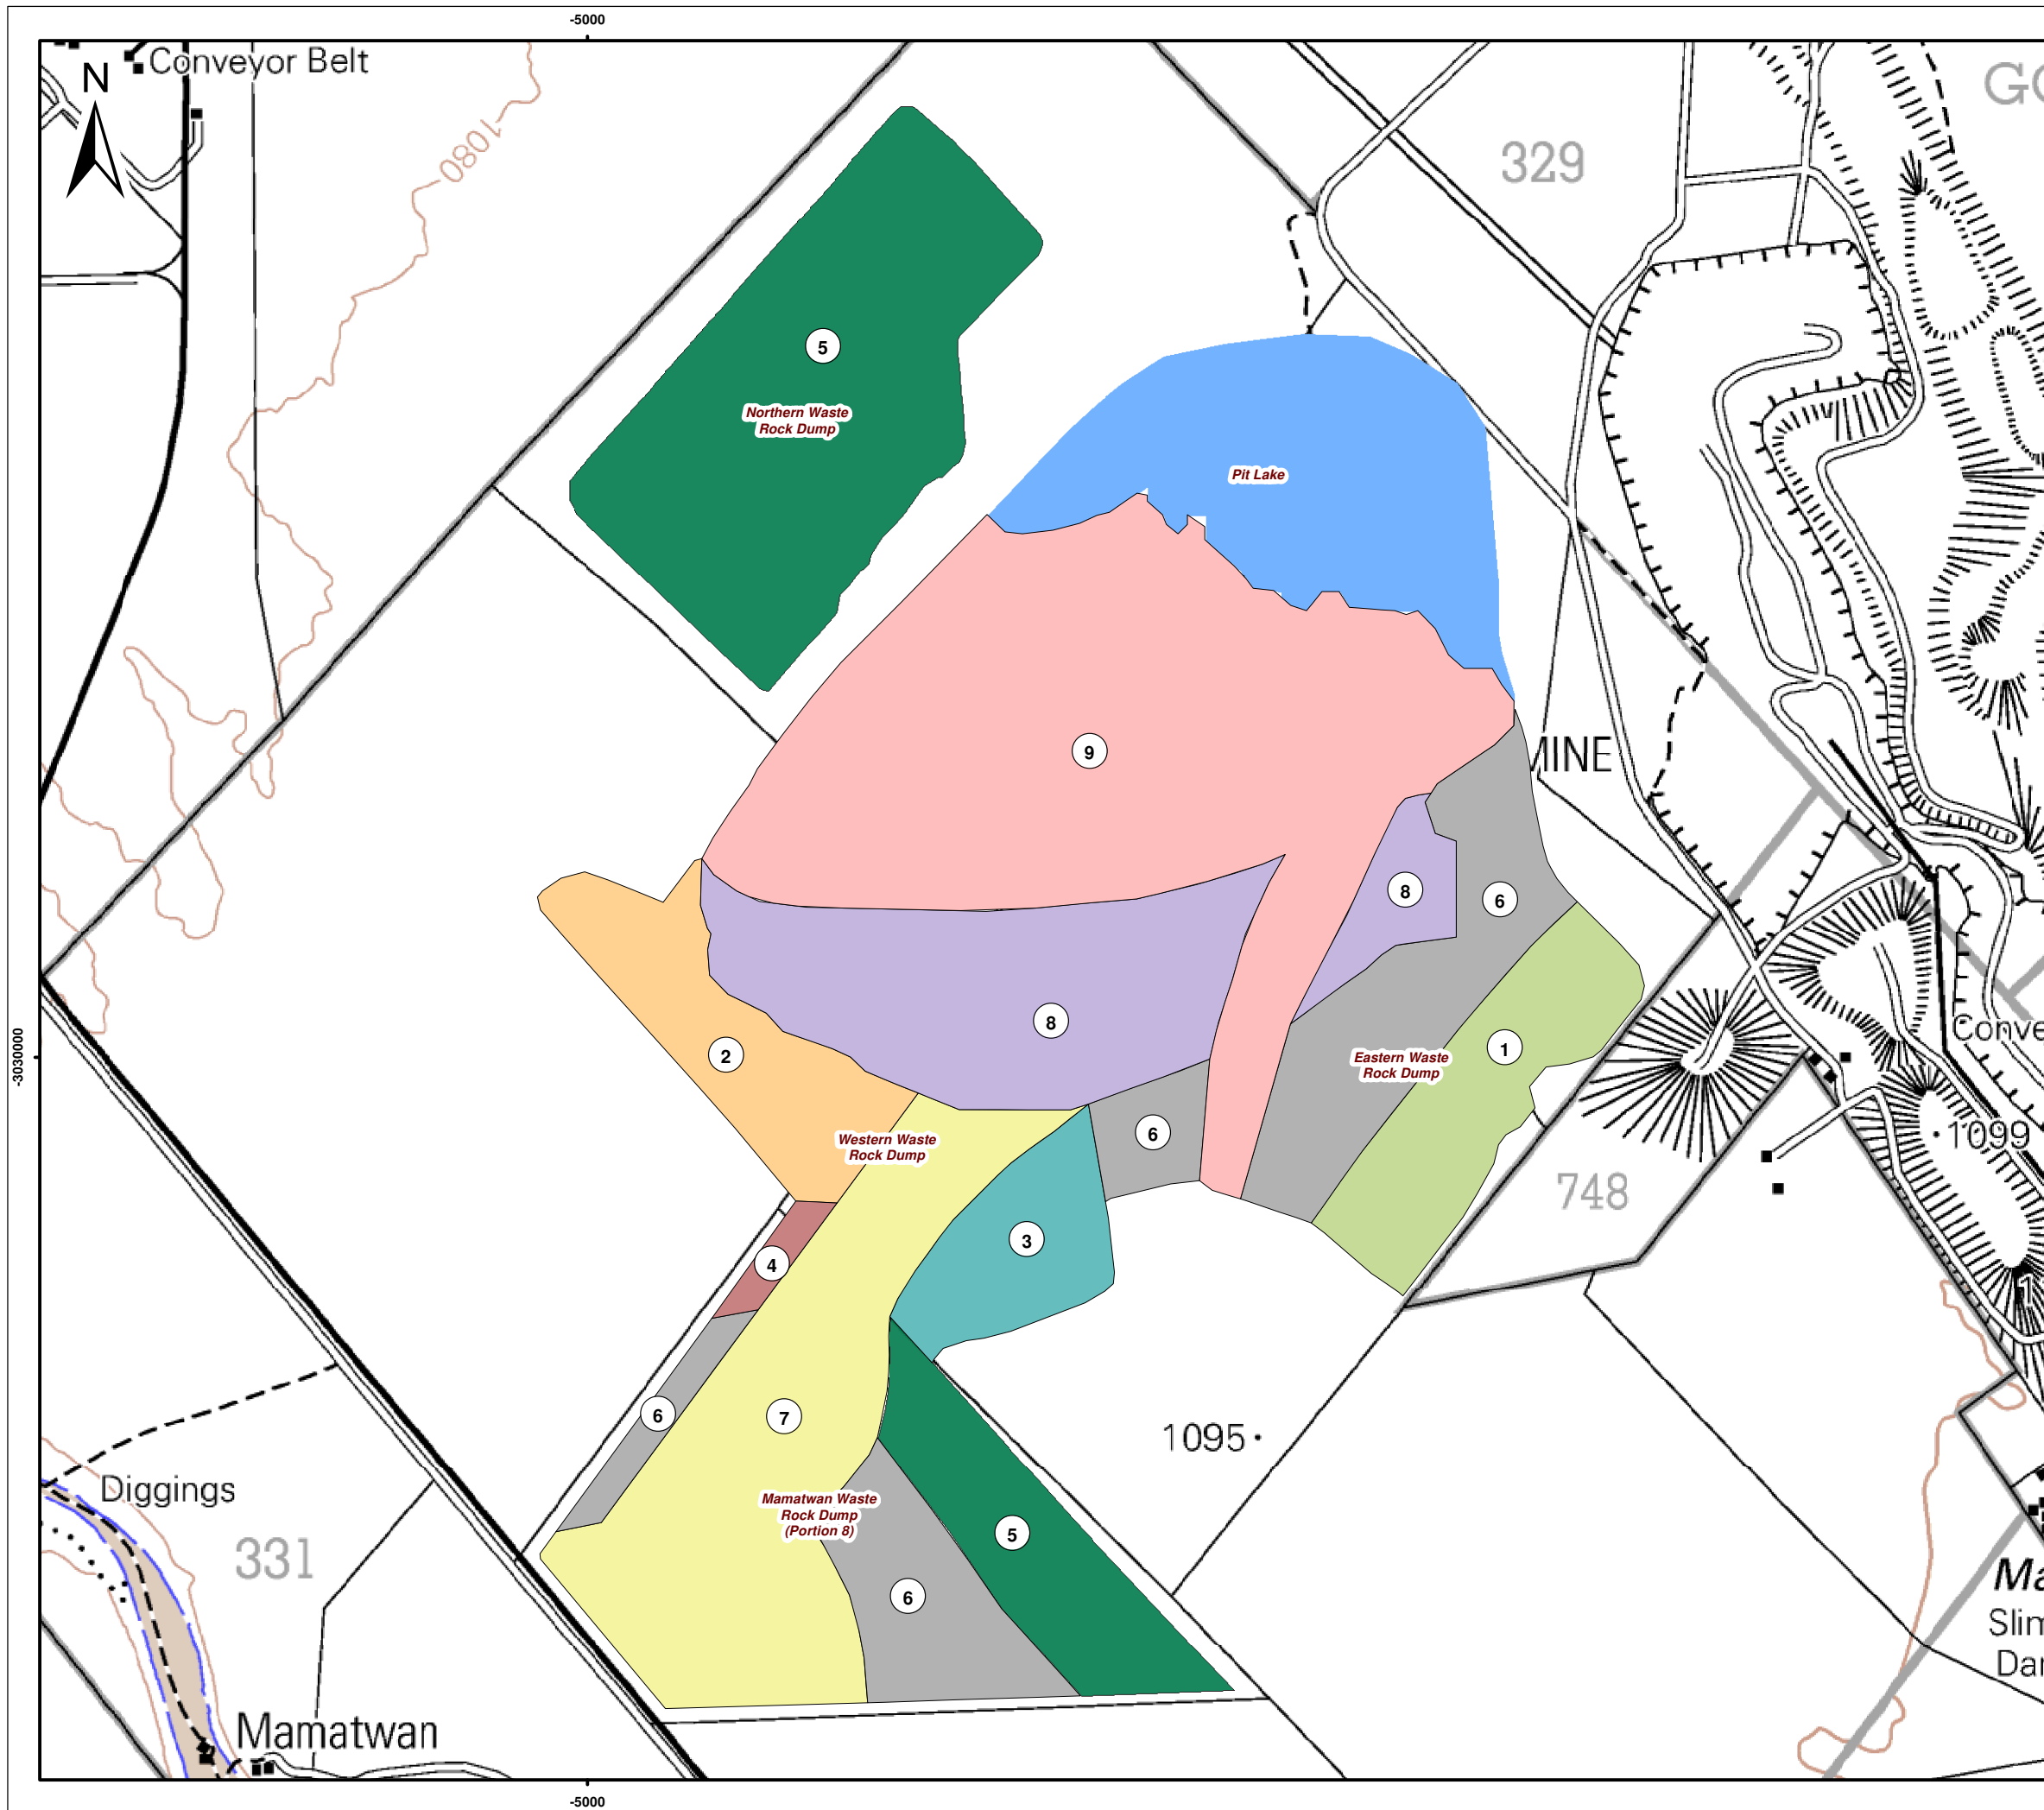 -5000
Conveyor Belt
N
GO
1080
329
5
Northern Waste
Rock Dump
Pit Lake
9
MINE
8
6
8
Conve
-3030000
2
1
Eastern Waste
Rock Dump
6
1099
Western Waste
Rock Dump
748
3
4
1
6
7
1095
Diggings
Mamatwan Waste
Rock Dump
(Portion 8)
5
331
Ma
6
Slim
Dar
Mamatwan
-5000